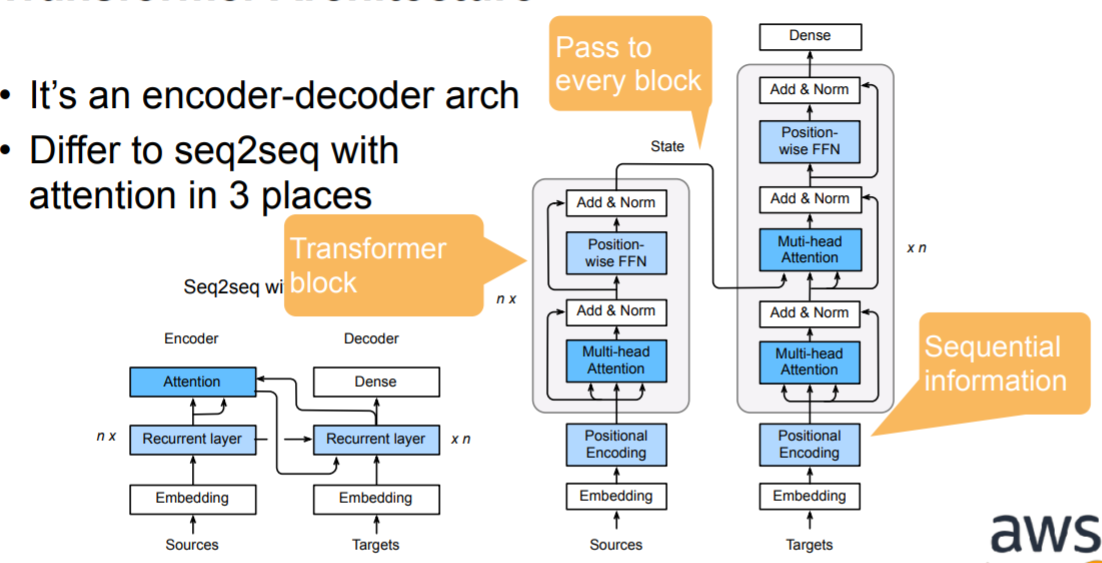 Transformer Architecture
• It's an encoder-decoder arch
• Differ to seq2seq with
attention in 3 places
Pass to
every block
Transformer
block
Sequential
information
Seq2seq wi
Encoder
Decoder
Attention
Dense
n x
Recurrent layer
Recurrent layer
x n
Embedding
Embedding
Sources
Targets
State
Add & Norm
Position-
wise FFN
n x
Add & Norm
Multi-head
Attention
Positional
Encoding
Embedding
Sources
Dense
Add & Norm
Position-
wise FFN
Add & Norm
Muti-head
Attention
x n
Add & Norm
Multi-head
Attention
Positional
Encoding
Embedding
Targets
aws